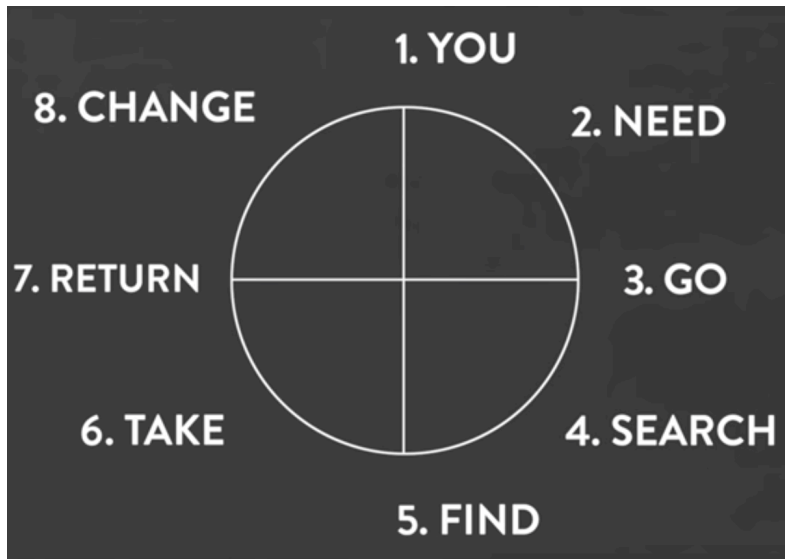 1. YOU
2. NEED
3. GO
4. SEARCH
5. FIND
6. TAKE
7. RETURN
8. CHANGE